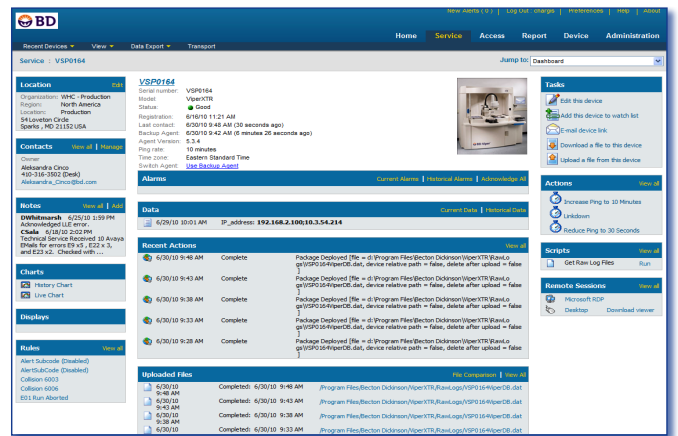 New Alerts ( 0 ) | Log Out : chargis | Preferences | Help | About
BD
Home Service Access Report Device Administration
Recent Devices View Data Export Transport
Service : VSP0164
Jump to: Dashboard
Location Edit
Organization: WHC - Production
Region: North America
Location: Production
54 Loveton Circle
Sparks , MD 21152 USA
Contacts View all | Manage
Owner
Aleksandra Cinco
410-316-3502 (Desk)
Aleksandra_Cinco@bd.com
Notes View all | Add
DWhitmarsh 6/25/10 1:59 PM
Acknowledged LLE error.
CSala 6/18/10 2:02 PM
Technical Service Received 10 Avaya
EMails for errors E9 x5 , E22 x 3,
and E23 x2. Checked with ...
Charts
History Chart
Live Chart
Displays
Rules View all
Alert Subcode (Disabled)
AlertSubCode (Disabled)
Collision 6003
Collision 6006
E01 Run Aborted
VSP0164
Serial number: VSP0164
Model: ViperXTR
Status: Good
Registration: 6/16/10 11:21 AM
Last contact: 6/30/10 9:48 AM (30 seconds ago)
Backup Agent: 6/30/10 9:42 AM (6 minutes 26 seconds ago)
Agent Version: 5.3.4
Ping rate: 10 minutes
Time zone: Eastern Standard Time
Switch Agent: Use Backup Agent
Alarms Current Alarms | Historical Alarms | Acknowledge All
Data Current Data | Historical Data
6/29/10 10:01 AM IP_address: 192.168.2.100;10.3.54.214
Recent Actions View all
6/30/10 9:48 AM Complete Package Deployed [file = d:\Program Files\Becton Dickinson\ViperXTR\RawLo
gs\VSP0164ViperDB.dat, device relative path = false, delete after upload = false
]
6/30/10 9:43 AM Complete Package Deployed [file = d:\Program Files\Becton Dickinson\ViperXTR\RawLo
gs\VSP0164ViperDB.dat, device relative path = false, delete after upload = false
]
6/30/10 9:38 AM Complete Package Deployed [file = d:\Program Files\Becton Dickinson\ViperXTR\RawLo
gs\VSP0164ViperDB.dat, device relative path = false, delete after upload = false
]
6/30/10 9:33 AM Complete Package Deployed [file = d:\Program Files\Becton Dickinson\ViperXTR\RawLo
gs\VSP0164ViperDB.dat, device relative path = false, delete after upload = false
]
6/30/10 9:28 AM Complete Package Deployed [file = d:\Program Files\Becton Dickinson\ViperXTR\RawLo
gs\VSP0164ViperDB.dat, device relative path = false, delete after upload = false
]
Uploaded Files File Comparison | View All
6/30/10 Completed: 6/30/10 9:48 AM /Program Files/Becton Dickinson/ViperXTR/RawLogs/VSP0164ViperDB.dat
9:48 AM
6/30/10 Completed: 6/30/10 9:43 AM /Program Files/Becton Dickinson/ViperXTR/RawLogs/VSP0164ViperDB.dat
9:43 AM
6/30/10 Completed: 6/30/10 9:38 AM /Program Files/Becton Dickinson/ViperXTR/RawLogs/VSP0164ViperDB.dat
9:38 AM
6/30/10 Completed: 6/30/10 9:33 AM /Program Files/Becton Dickinson/ViperXTR/RawLogs/VSP0164ViperDB.dat
Tasks
Edit this device
Add this device to watch list
E-mail device link
Download a file to this device
Upload a file from this device
Actions View all
Increase Ping to 10 Minutes
Linkdown
Reduce Ping to 30 Seconds
Scripts View all
Get Raw Log Files Run
Remote Sessions View all
Microsoft RDP
Desktop Download viewer